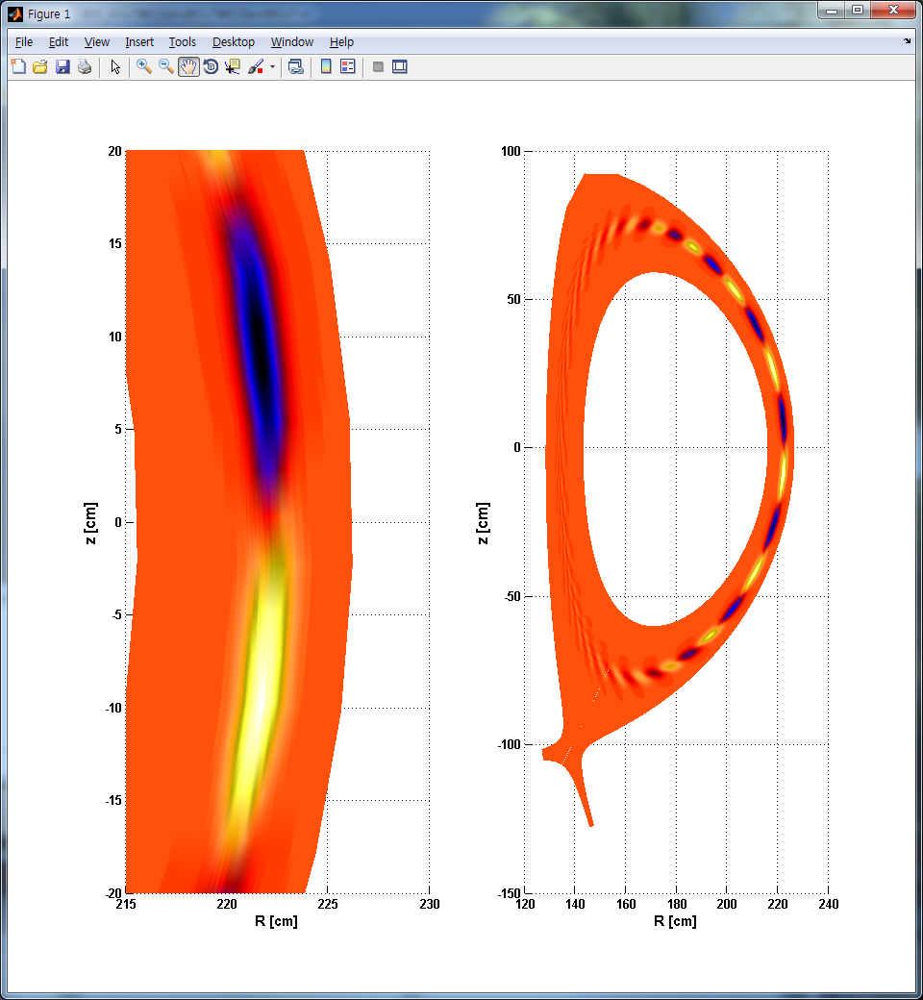 Figure 1
File Edit View Insert Tools Desktop Window Help
20
15
10
5
0
-5
-10
-15
-20
215 220 225 230
R [cm]
z [cm]
100
50
0
-50
-100
-150
120 140 160 180 200 220 240
R [cm]
z [cm]